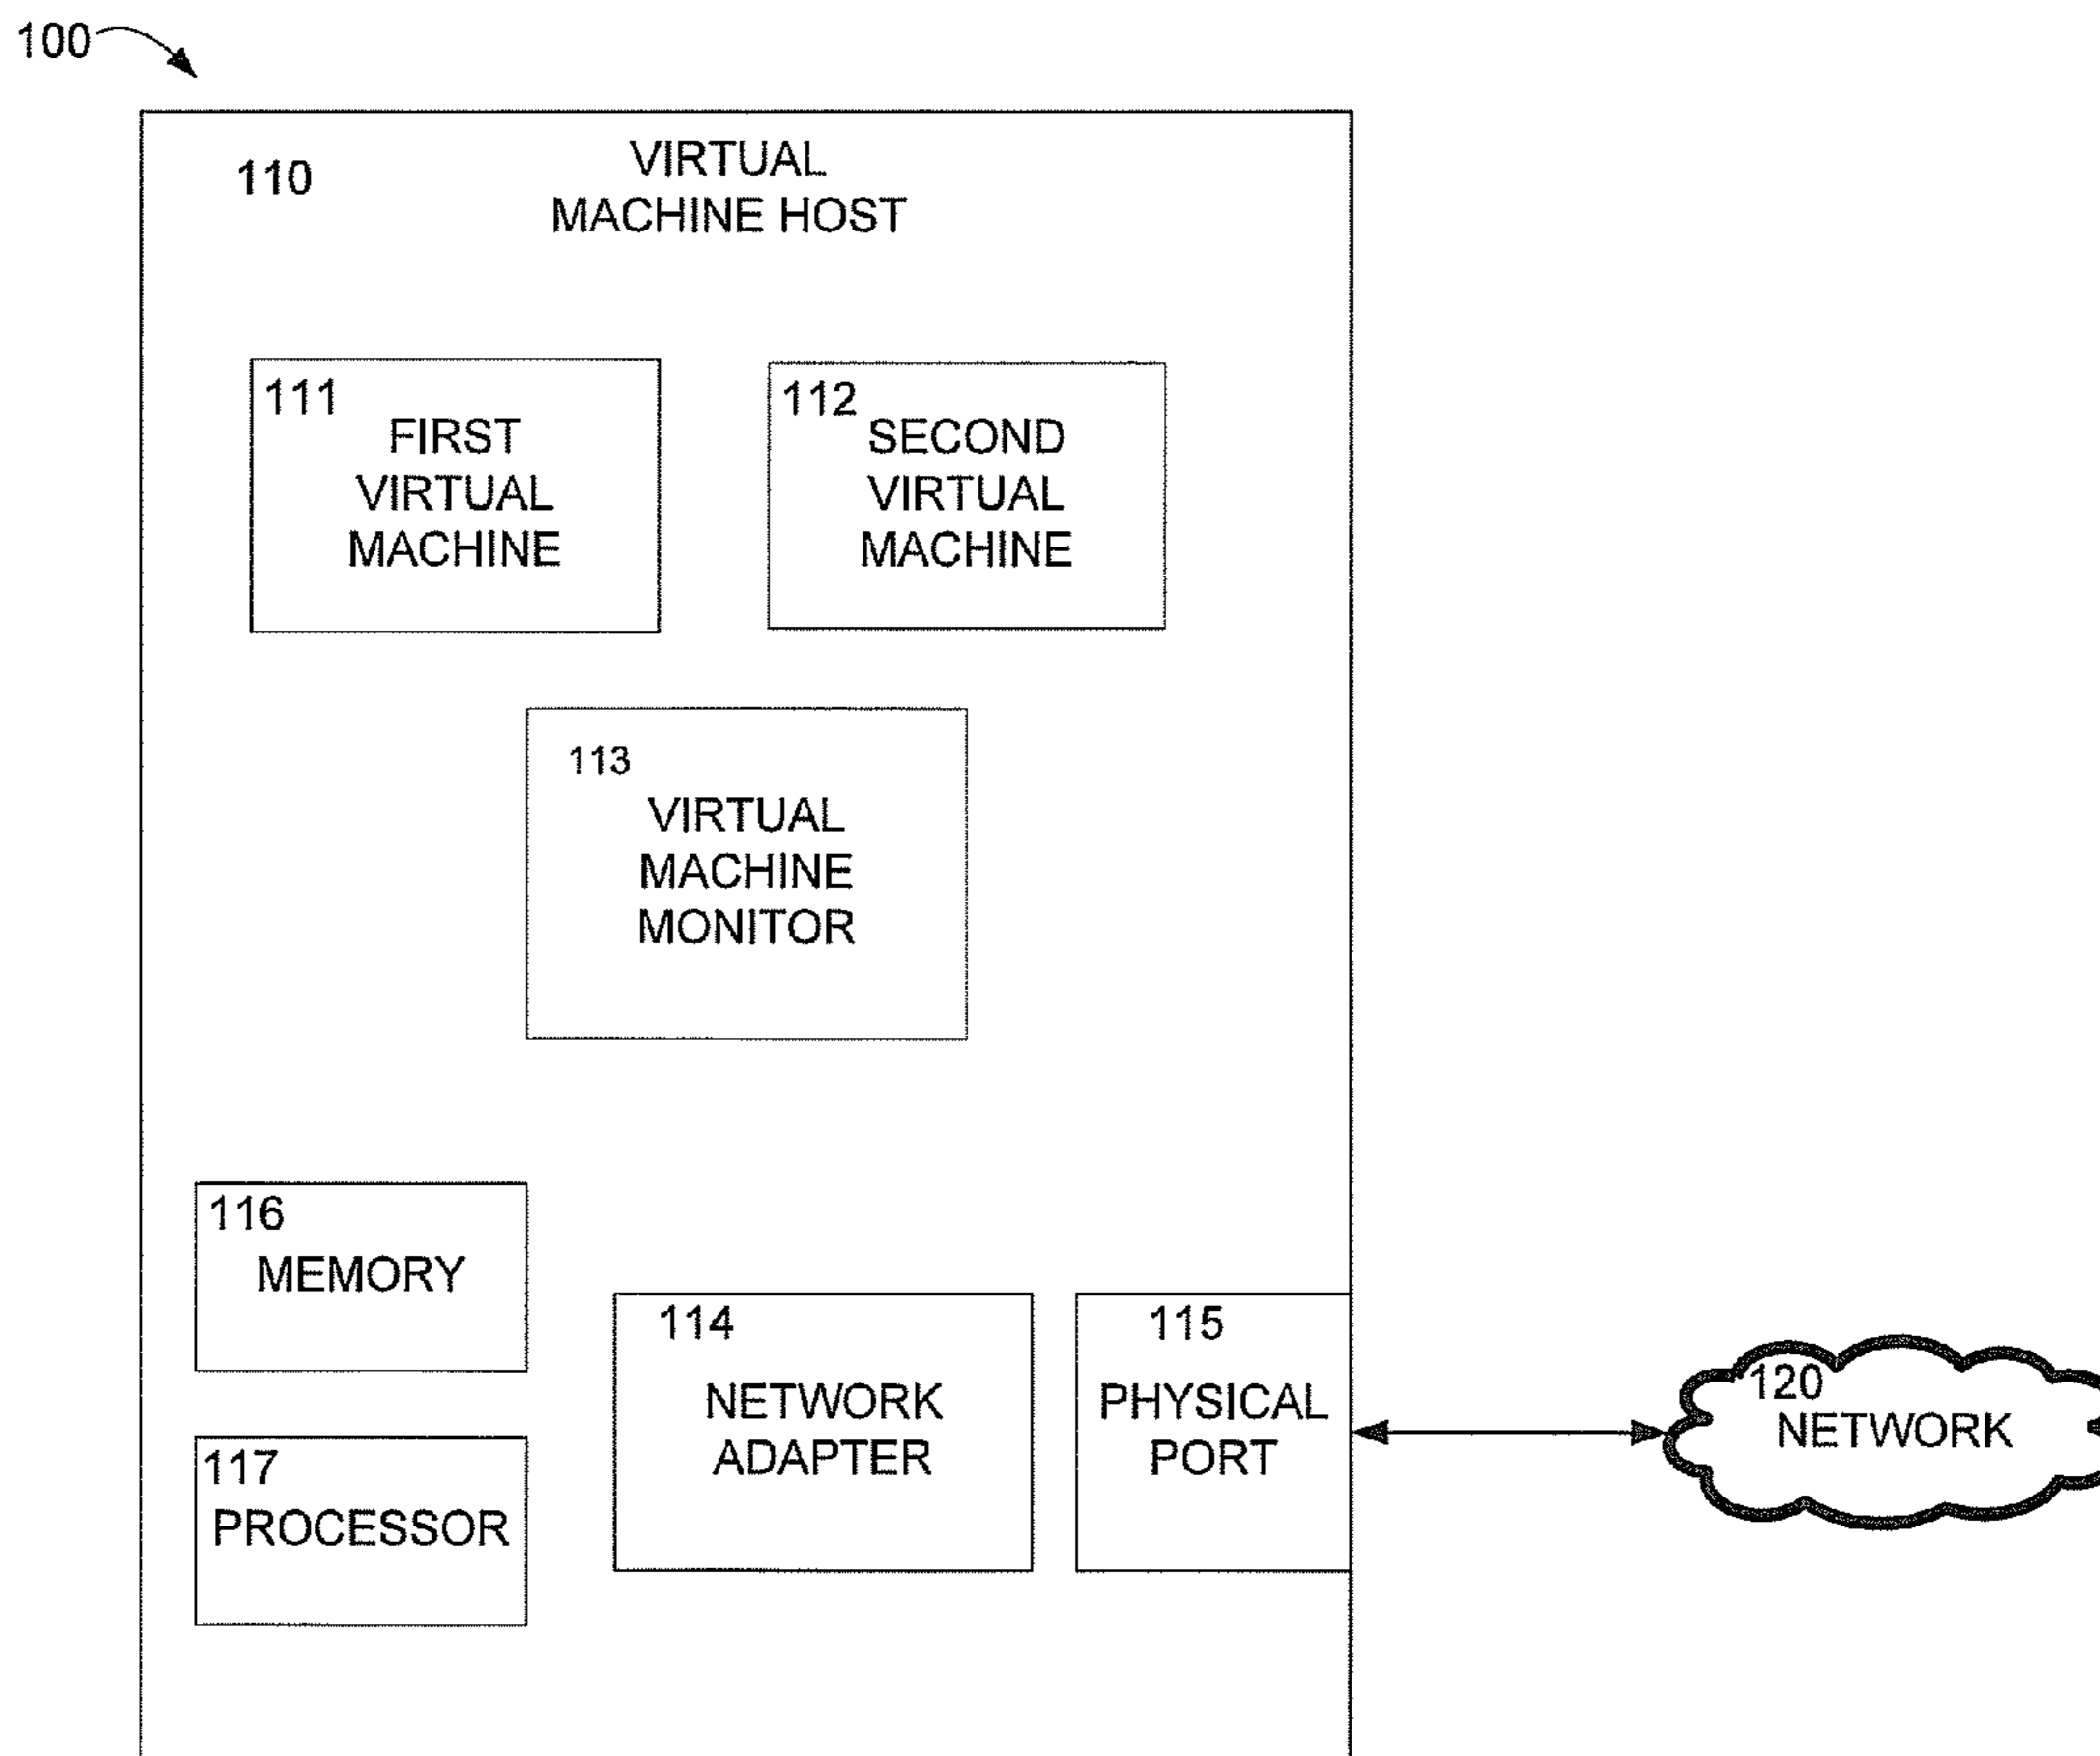 100
110
VIRTUAL
MACHINE HOST
111
FIRST
VIRTUAL
MACHINE
112
SECOND
VIRTUAL
MACHINE
113
VIRTUAL
MACHINE
MONITOR
116
MEMORY
117
PROCESSOR
114
NETWORK
ADAPTER
115
PHYSICAL
PORT
120
NETWORK